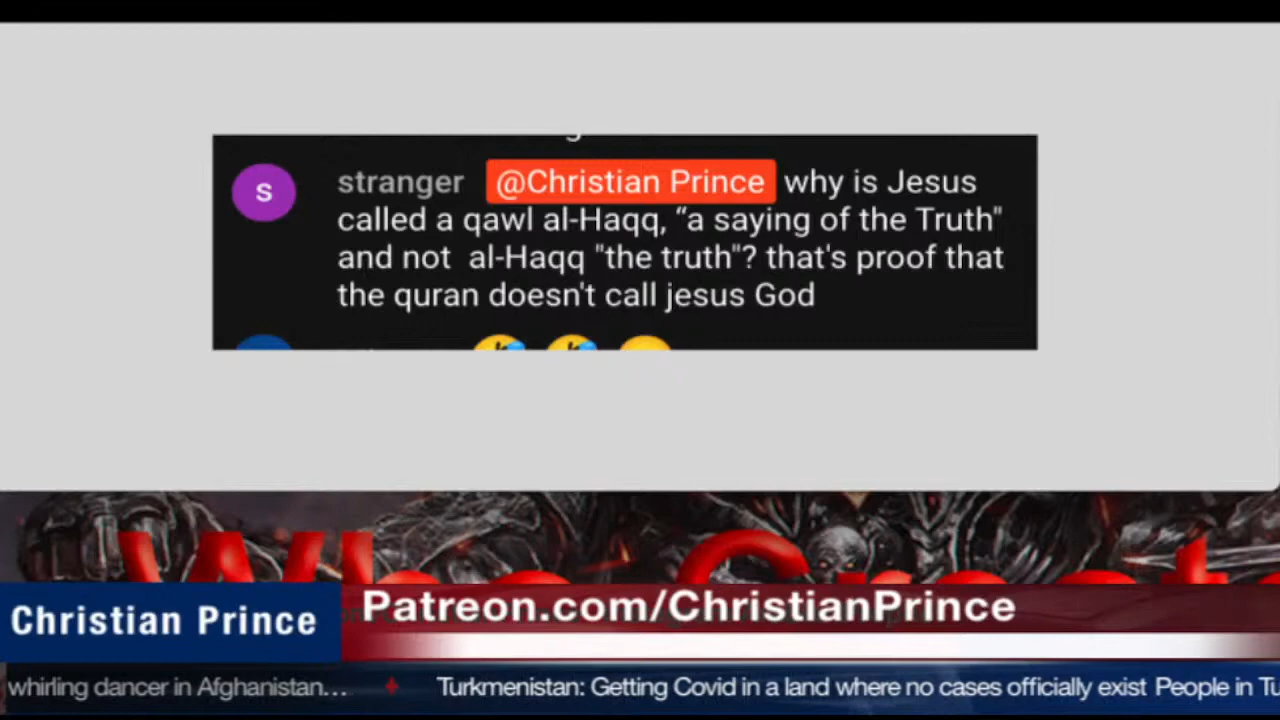 stranger @Christian Prince why is Jesus
called a qawl al-Haqq, “a saying of the Truth"
and not al-Haqq "the truth"? that's proof that
the quran doesn't call jesus God
S
Christian Prince
Patreon.com/ChristianPrince
whirling dancer in Afghanistan... ♦ Turkmenistan: Getting Covid in a land where no cases officially exist People in Tu